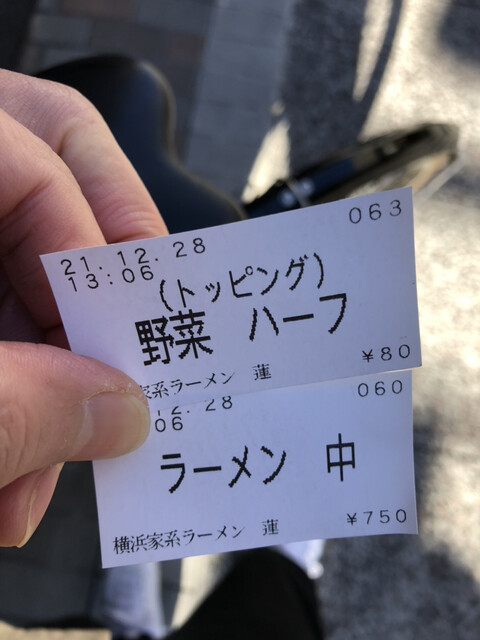 21.12.28 063
13:06
(トッピング)
野菜 ハーフ
¥80
家系ラーメン 蓮
12.28 060
06
ラーメン 中
¥750
横浜家系ラーメン 蓮